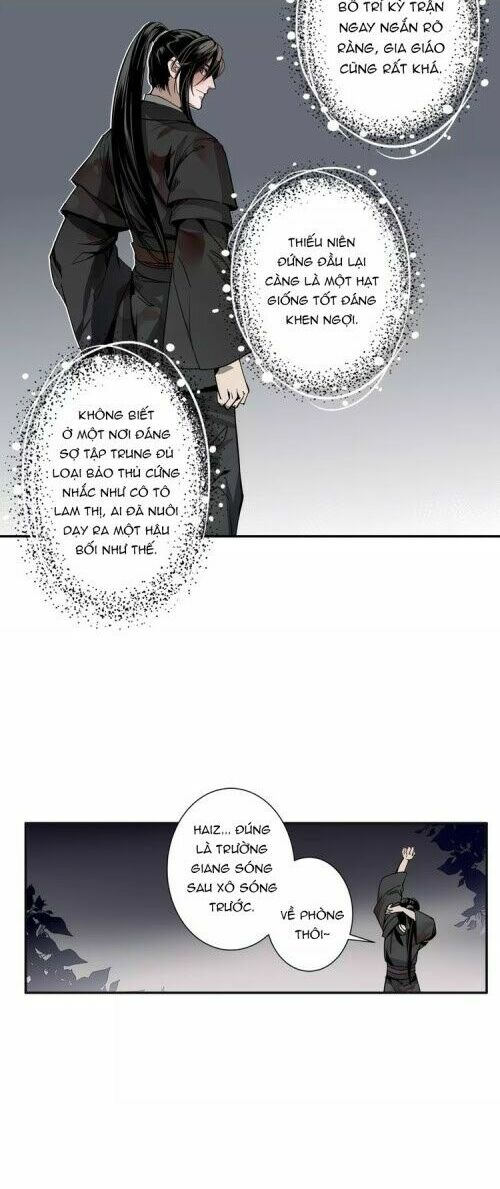 BỐ TRÍ KỲ TRẬN
NGAY NGẮN RÕ
RÀNG, GIA GIÁO
CŨNG RẤT KHÁ.
THIẾU NIÊN
ĐỨNG ĐẦU LẠI
CÀNG LÀ MỘT HẠT
GIỐNG TỐT ĐÁNG
KHEN NGỢI.
KHÔNG BIẾT
Ở MỘT NƠI ĐÁNG
SỢ TẬP TRUNG ĐỦ
LOẠI BẢO THỦ CỨNG
NHẮC NHƯ CÔ TÔ
LAM THỊ, AI ĐÃ NUÔI
DẠY RA MỘT HẬU
BỐI NHƯ THẾ.
HAIZ... ĐÚNG
LÀ TRƯỜNG
GIANG SÓNG
SAU XÔ SÓNG
TRƯỚC.
VỀ PHÒNG
THÔI~